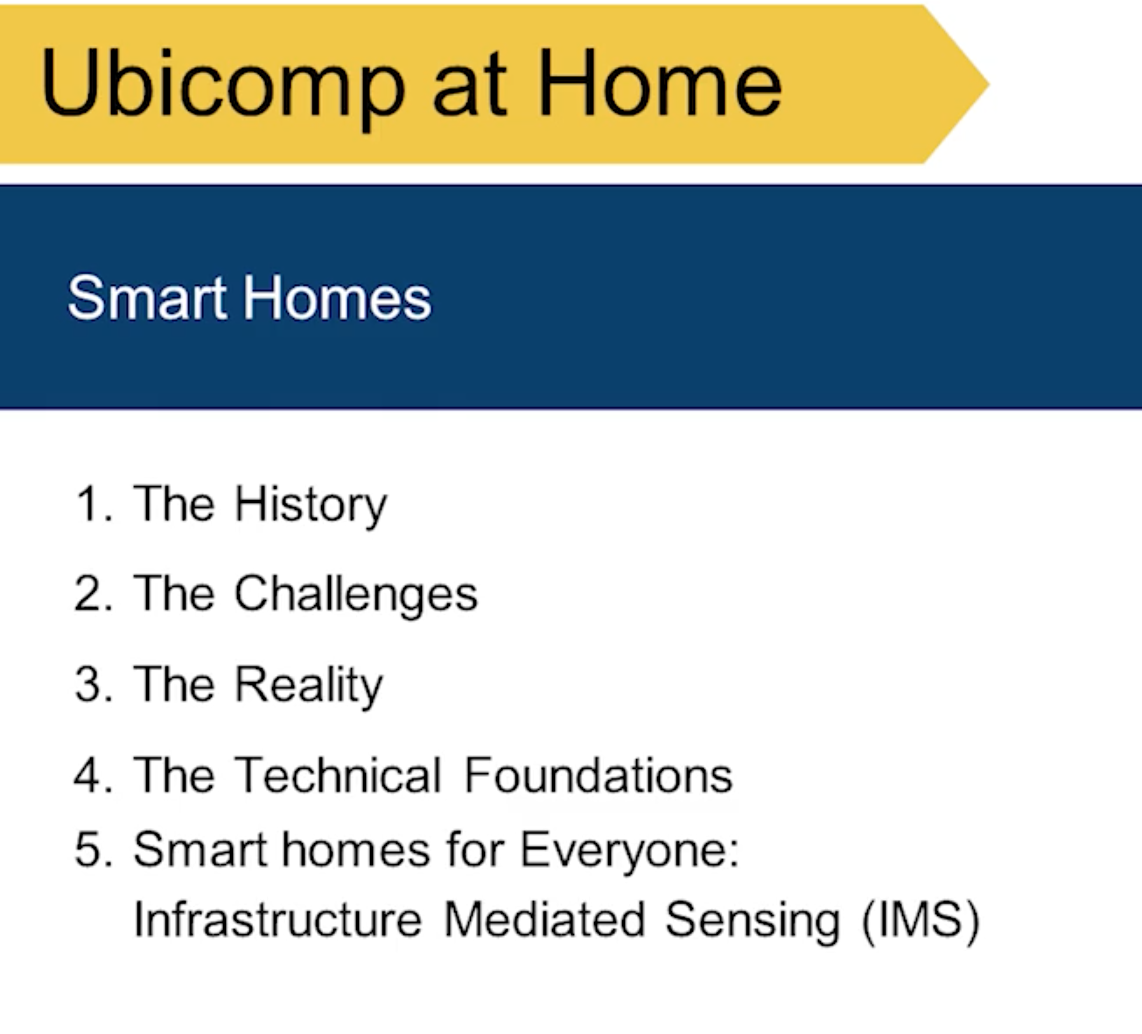 Ubicomp at Home
Smart Homes
1. The History
2. The Challenges
3. The Reality
4. The Technical Foundations
5. Smart homes for Everyone:
Infrastructure Mediated Sensing (IMS)